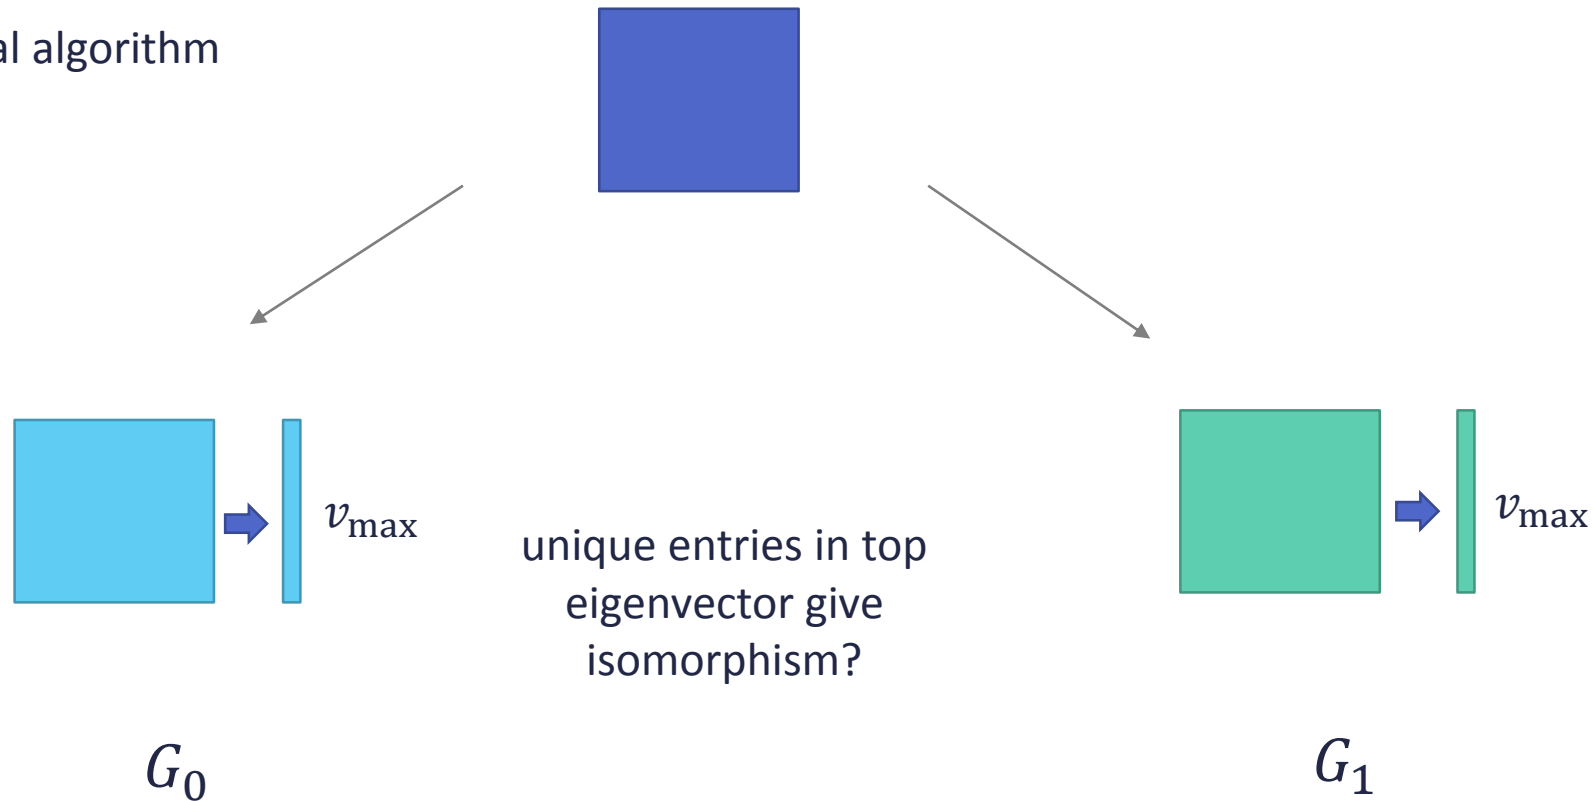 al algorithm
v_max
v_max
unique entries in top
eigenvector give
isomorphism?
G_0
G_1